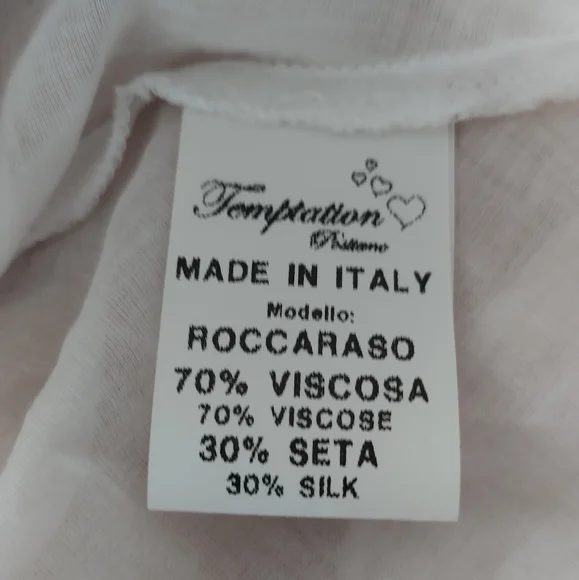 Temptation
Positano
MADE IN ITALY
Modello:
ROCCARASO
70% VISCOSA
70% VISCOSE
30% SETA
30% SILK